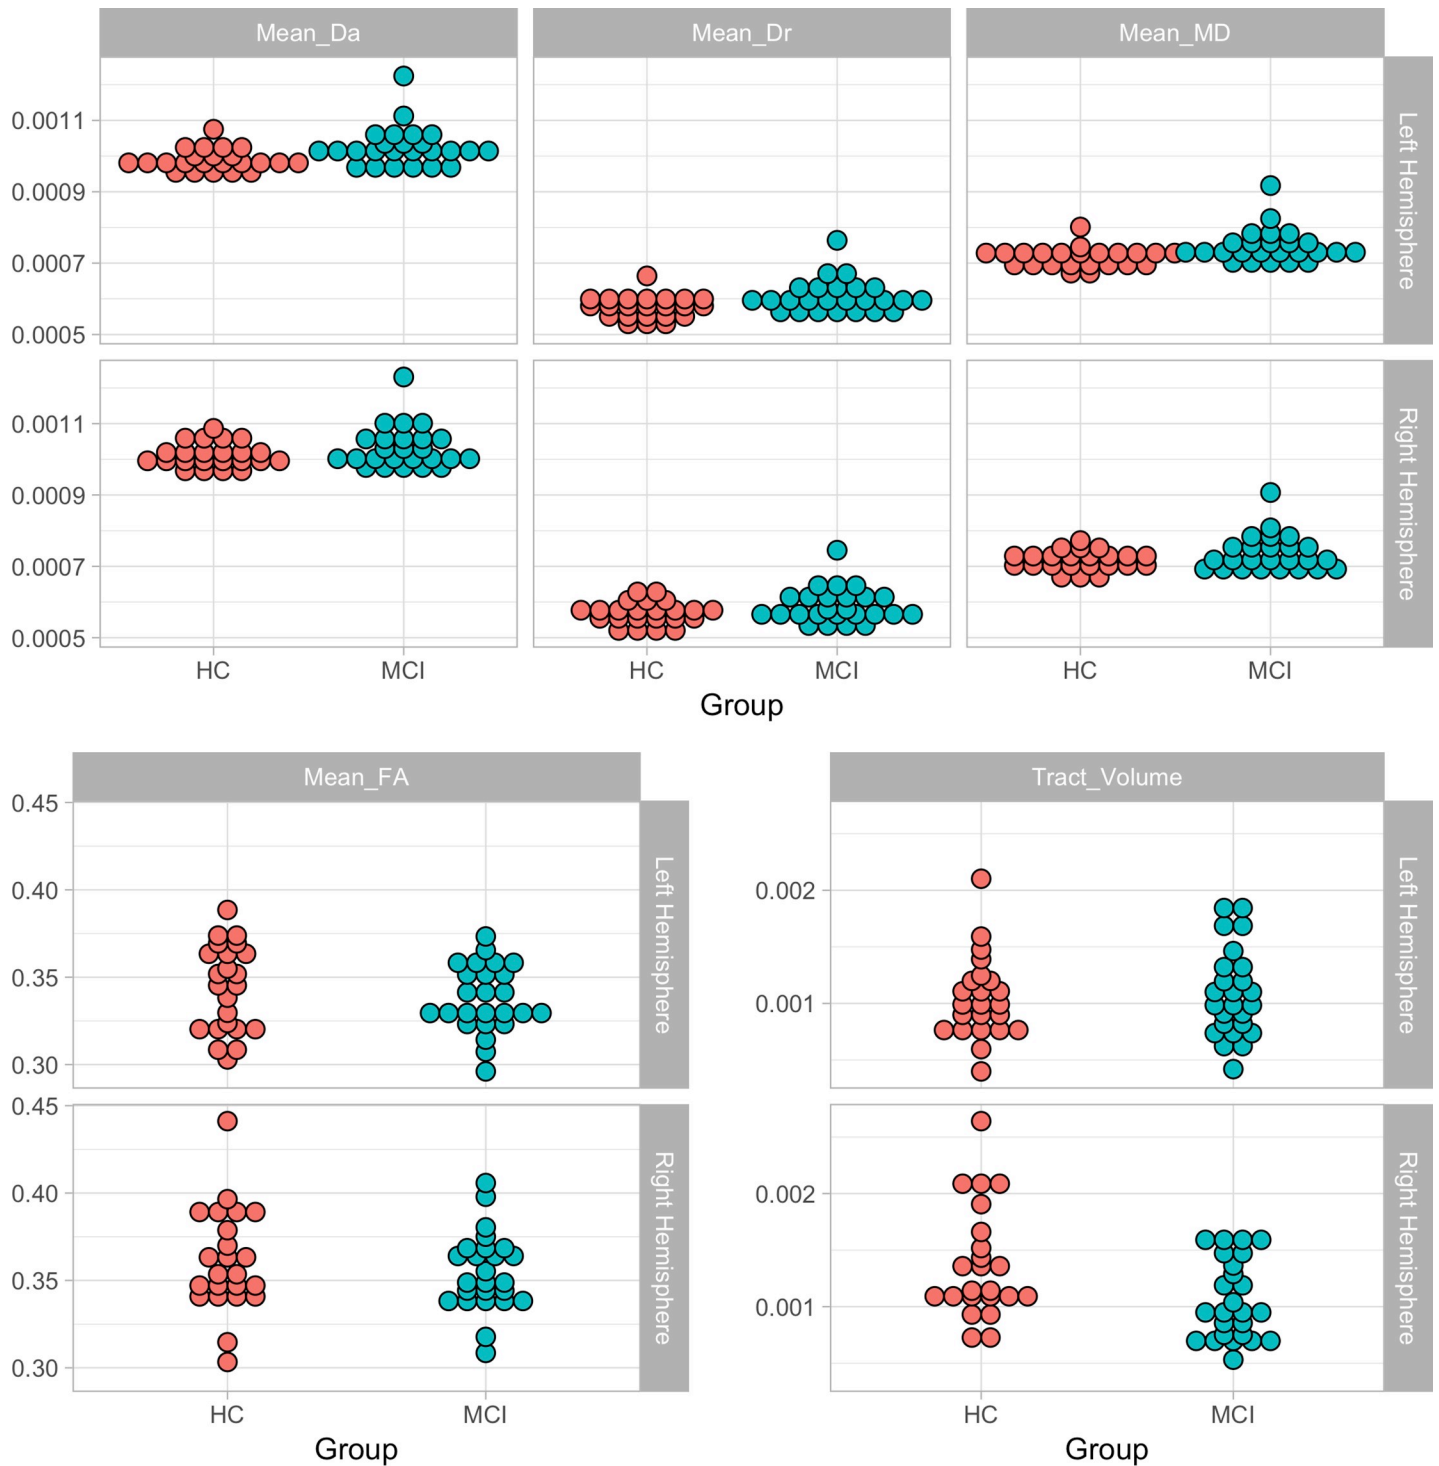 Mean_Da
Mean_Dr
Mean_MD
0.0011
0.0009
0.0007
0.0005
Left Hemisphere
0.0011
0.0009
0.0007
0.0005
Right Hemisphere
HC
MCI
HC
MCI
HC
MCI
Group
Mean_FA
0.45
0.40
0.35
0.30
Left Hemisphere
0.45
0.40
0.35
0.30
Right Hemisphere
HC
MCI
Group
Tract_Volume
0.002
0.001
Left Hemisphere
0.002
0.001
Right Hemisphere
HC
MCI
Group